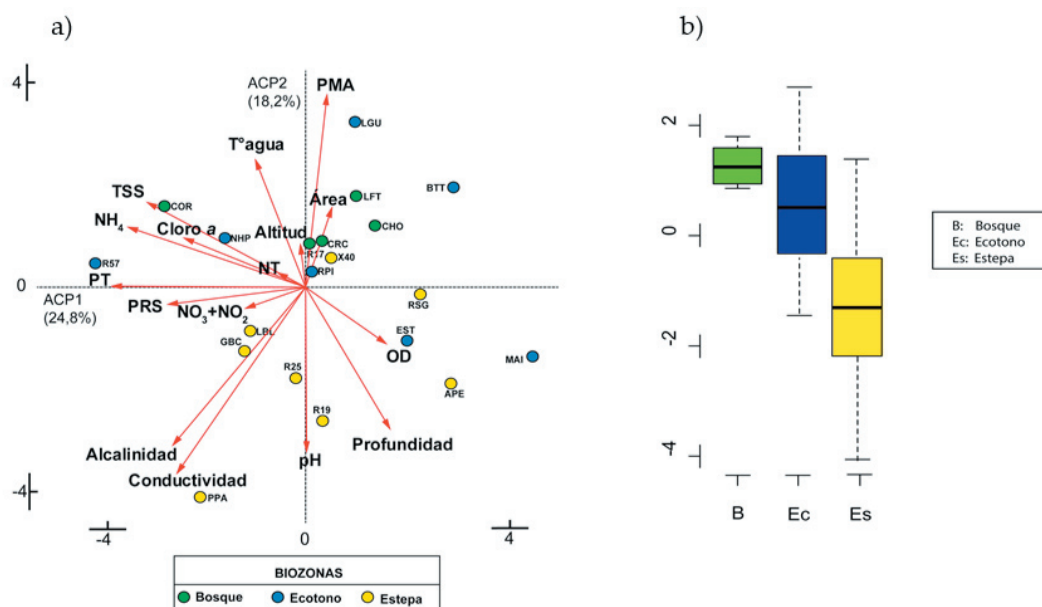 a)
b)
4
ACP2
(18,2%)
PMA
LGU
T°agua
BTT
TSS
COR
Área
LFT
NH4
Cloro a
NHP
Altitud
CHO
CRC
R17
X40
R57
NT
RPI
0
PT
ACP1
(24,8%)
PRS
NO3+NO2
RSG
LBL
GBC
EST
OD
MAI
R25
APE
R19
Alcalinidad
Profundidad
pH
Conductividad
-4
PPA
-4
0
4
BIOZONAS
Bosque
Ecotono
Estepa
2
0
-2
-4
B
Ec
Es
B: Bosque
Ec: Ecotono
Es: Estepa